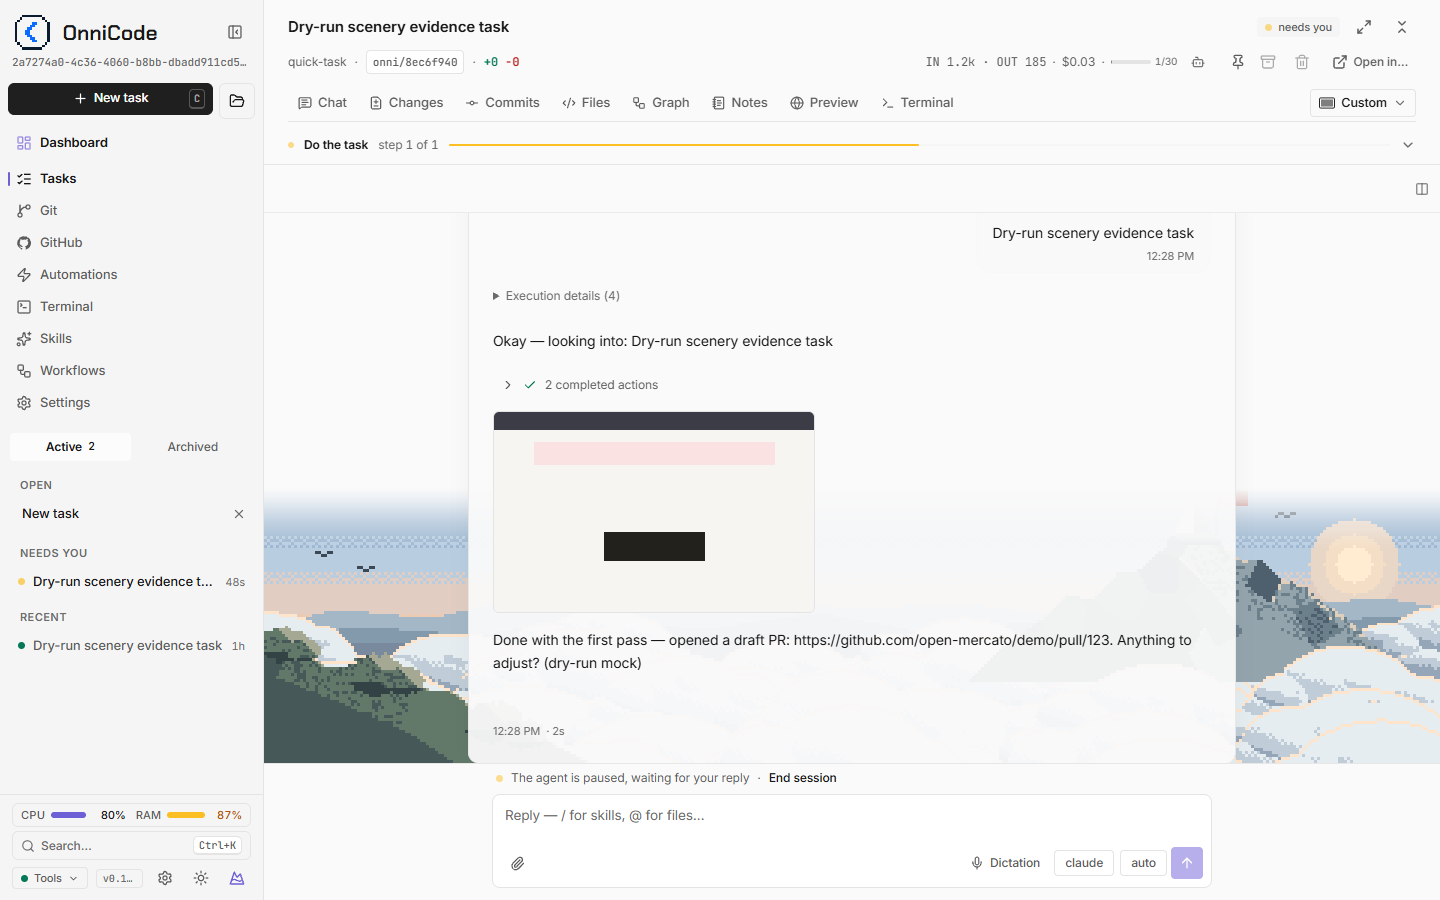 OnniCode
2a7274a0-4c36-4060-b8bb-dbadd911cd5…
New task C
Dashboard
Tasks
Git
GitHub
Automations
Terminal
Skills
Workflows
Settings
Active 2 Archived
OPEN
New task
NEEDS YOU
Dry-run scenery evidence t… 48s
RECENT
Dry-run scenery evidence task 1h
CPU 80% RAM 87%
Search... Ctrl+K
Tools v0.1…
Dry-run scenery evidence task
needs you
quick-task · onni/8ec6f940 · +0 -0
IN 1.2k · OUT 185 · $0.03 · 1/30
Open in...
Chat Changes Commits Files Graph Notes Preview Terminal
Custom
Do the task step 1 of 1
Dry-run scenery evidence task
12:28 PM
Execution details (4)
Okay — looking into: Dry-run scenery evidence task
2 completed actions
Done with the first pass — opened a draft PR: https://github.com/open-mercato/demo/pull/123. Anything to
adjust? (dry-run mock)
12:28 PM · 2s
The agent is paused, waiting for your reply · End session
Reply — / for skills, @ for files...
Dictation claude auto